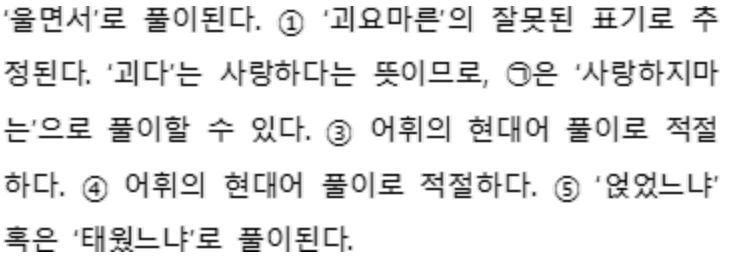 ‘울면서’로 풀이된다. ① ‘괴요마른’의 잘못된 표기로 추
정된다. ‘괴다’는 사랑하다는 뜻이므로, ㉠은 ‘사랑하지마
는’으로 풀이할 수 있다. ③ 어휘의 현대어 풀이로 적절
하다. ④ 어휘의 현대어 풀이로 적절하다. ⑤ ‘얹었느냐’
혹은 ‘태웠느냐’로 풀이된다.